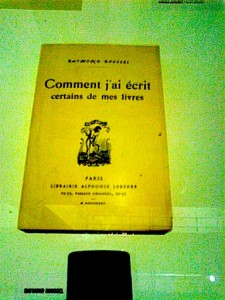 RAYMOND ROUSSEL
Comment j'ai écrit
certains de mes livres
PARIS
LIBRAIRIE ALPHONSE LEMERRE
RAYMOND ROUSSEL